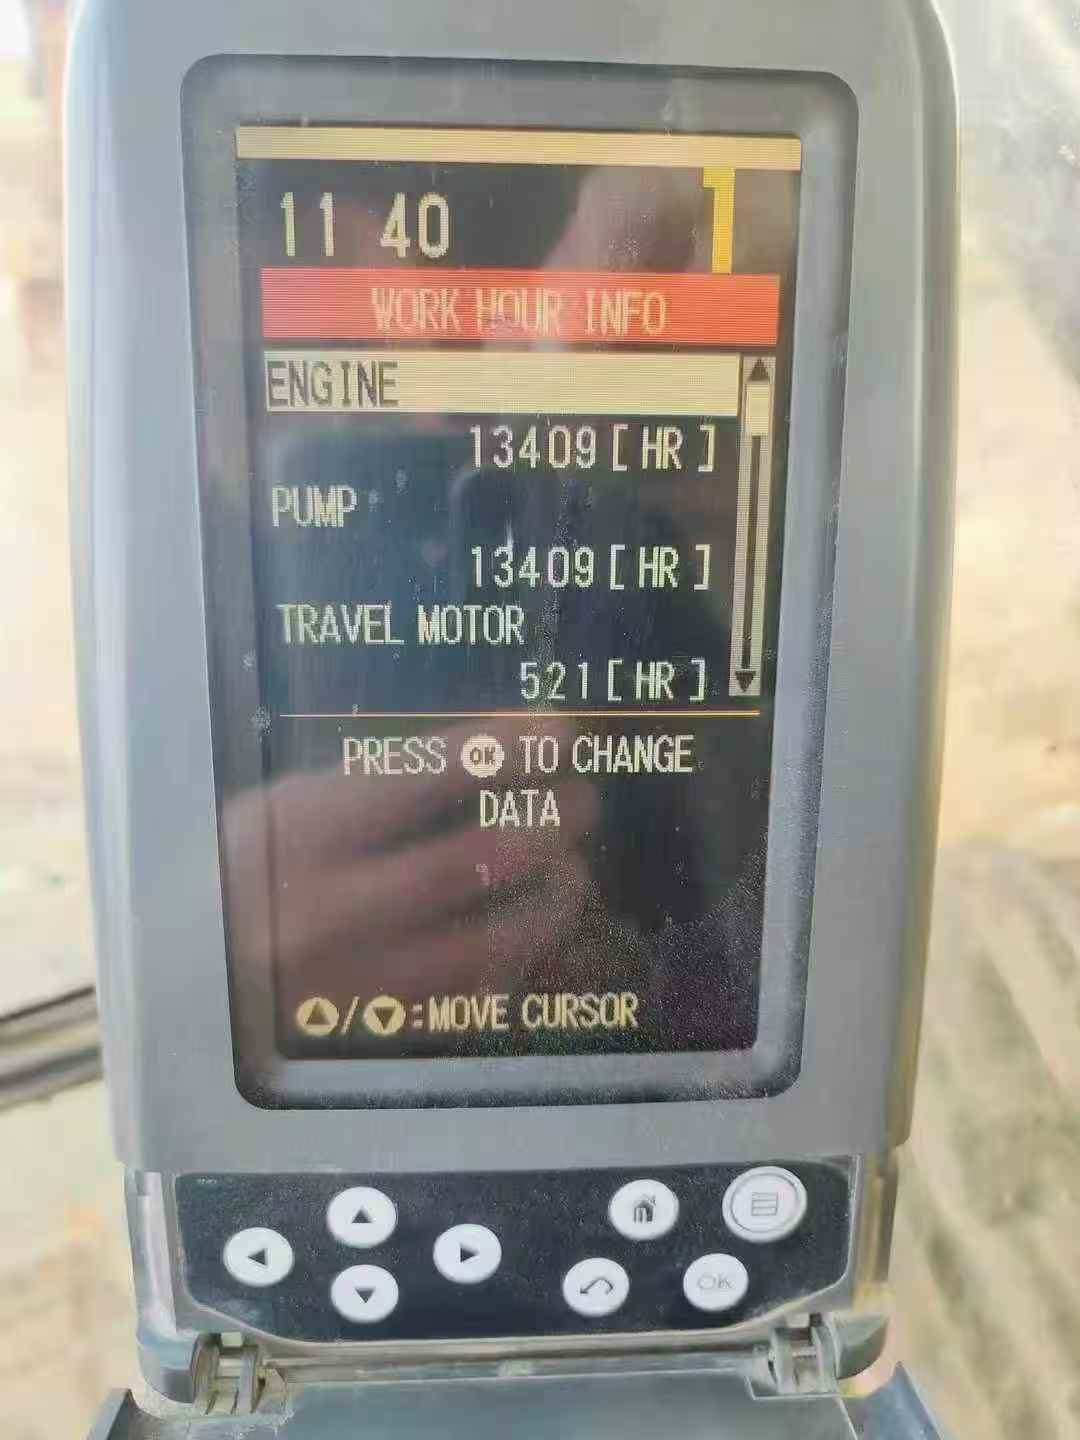 11 40
1
WORK HOUR INFO
ENGINE
13409[ HR ]
PUMP
13409[ HR ]
TRAVEL MOTOR
521[ HR ]
PRESS OK TO CHANGE
DATA
▲/▼:MOVE CURSOR
OK